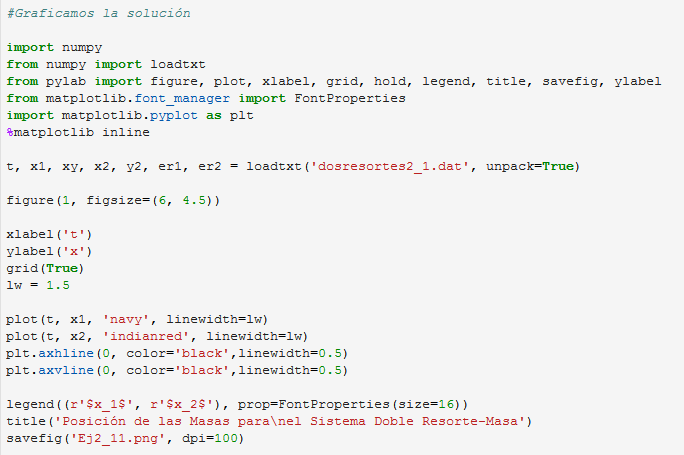 #Graficamos la solución
import numpy
from numpy import loadtxt
from pylab import figure, plot, xlabel, grid, hold, legend, title, savefig, ylabel
from matplotlib.font_manager import FontProperties
import matplotlib.pyplot as plt
%matplotlib inline
t, x1, xy, x2, y2, er1, er2 = loadtxt('dosresortes2_1.dat', unpack=True)
figure(1, figsize=(6, 4.5))
xlabel('t')
ylabel('x')
grid(True)
lw = 1.5
plot(t, x1, 'navy', linewidth=lw)
plot(t, x2, 'indianred', linewidth=lw)
plt.axhline(0, color='black',linewidth=0.5)
plt.axvline(0, color='black',linewidth=0.5)
legend((r'$x_1$', r'$x_2$'), prop=FontProperties(size=16))
title('Posición de las Masas para\nel Sistema Doble Resorte-Masa')
savefig('Ej2_11.png', dpi=100)